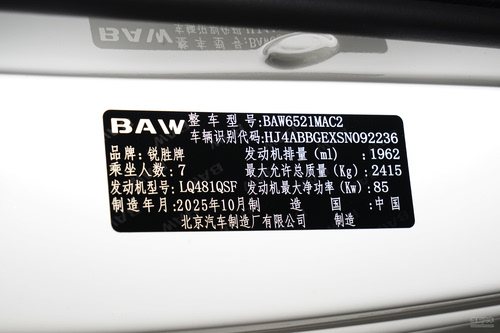 BAW
整车型号:BAW6521MAC2
车辆识别代码:HJ4ABBGEXSN092236
品牌:锐胜牌 发动机排量(ml) :1962
乘坐人数:7 最大允许总质量(Kg) :2415
发动机型号:LQ481QSF 发动机最大净功率(Kw) :85
制造年月:2025年10月 制造国:中国
北京汽车制造厂有限公司 制造